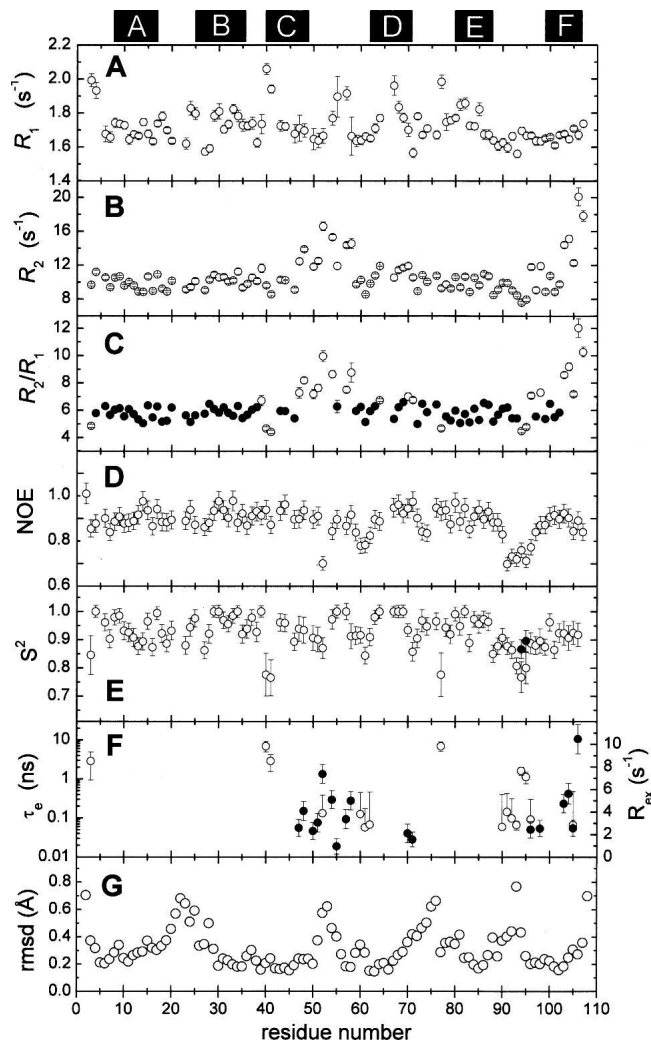 A B C D E F
A
R1 (s-1)
2.2
2.0
1.8
1.6
1.4
B
R2 (s-1)
20
16
12
8
C
R2/R1
12
10
8
6
4
D
NOE
1.0
0.8
0.6
E
S2
1.0
0.9
0.8
0.7
F
τe (ns)
10
1
0.1
0.01
Rex (s-1)
10
8
6
4
2
0
G
rmsd (Å)
0.8
0.6
0.4
0.2
0.0
0 10 20 30 40 50 60 70 80 90 100 110
residue number